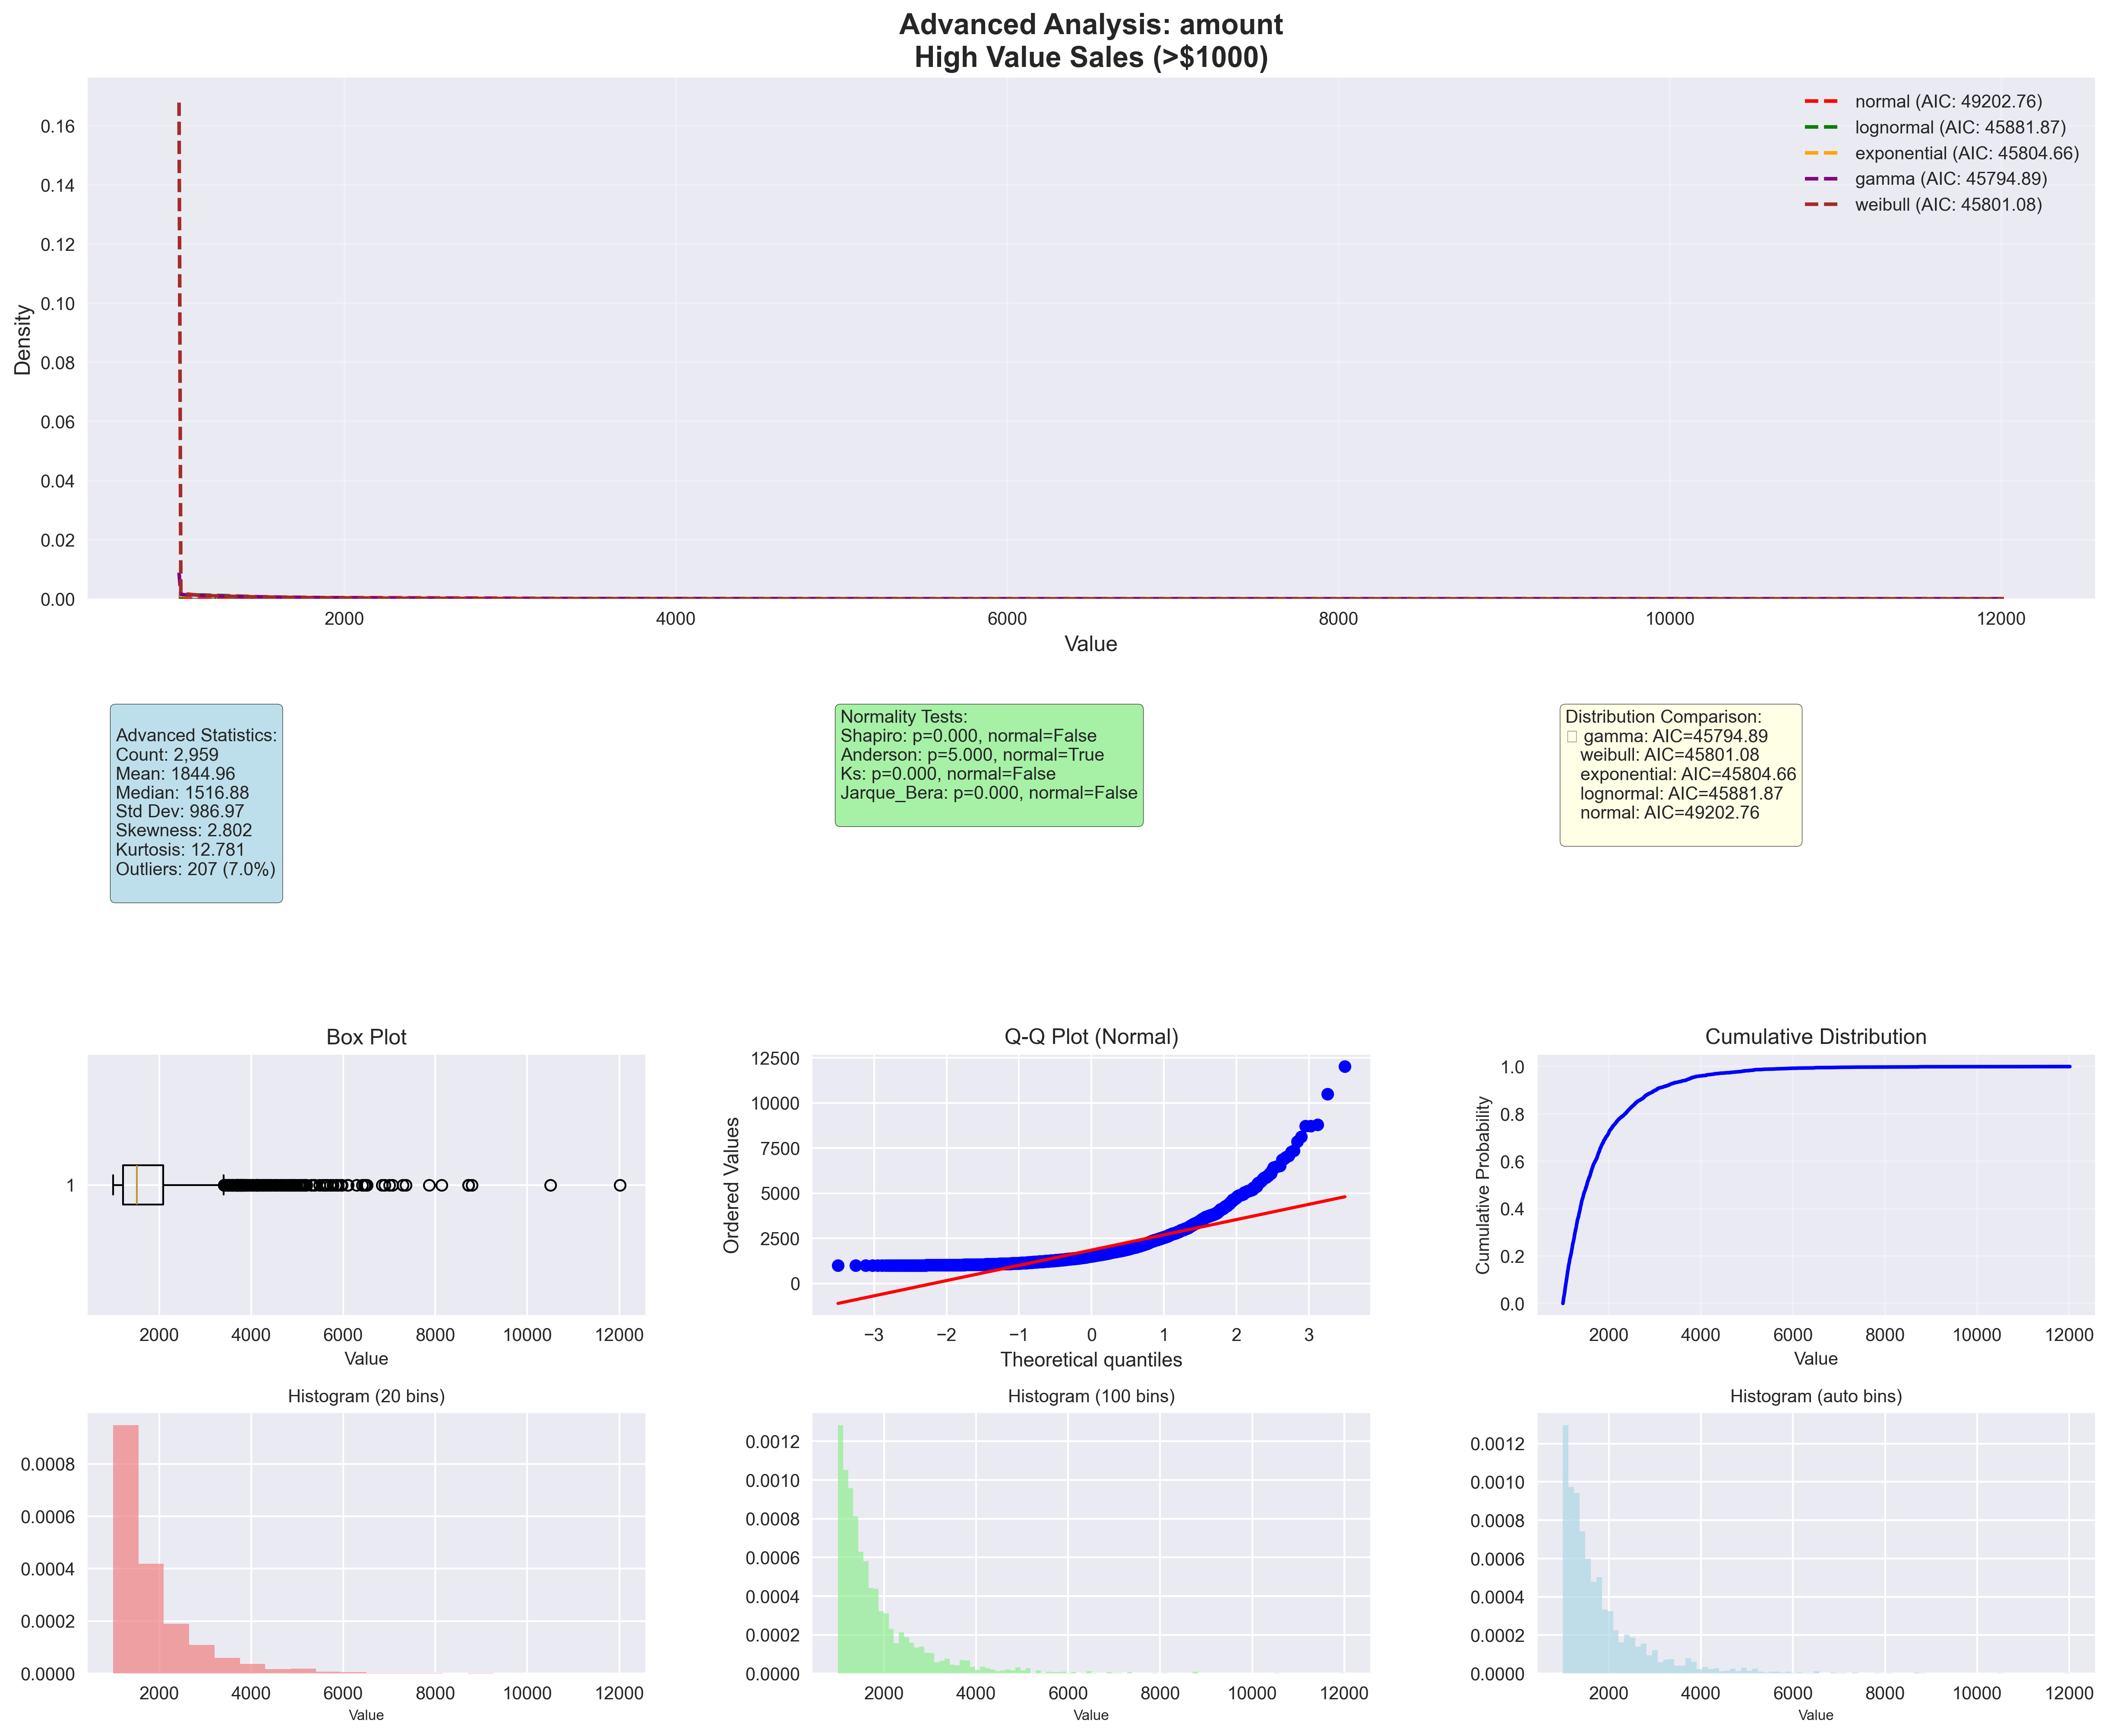 Advanced Analysis: amount
High Value Sales (>$1000)
normal (AIC: 49202.76)
lognormal (AIC: 45881.87)
exponential (AIC: 45804.66)
gamma (AIC: 45794.89)
weibull (AIC: 45801.08)
0.16
0.14
0.12
0.10
0.08
0.06
0.04
0.02
0.00
Density
2000 4000 6000 8000 10000 12000
Value
Advanced Statistics:
Count: 2,959
Mean: 1844.96
Median: 1516.88
Std Dev: 986.97
Skewness: 2.802
Kurtosis: 12.781
Outliers: 207 (7.0%)
Normality Tests:
Shapiro: p=0.000, normal=False
Anderson: p=5.000, normal=True
Ks: p=0.000, normal=False
Jarque_Bera: p=0.000, normal=False
Distribution Comparison:
gamma: AIC=45794.89
weibull: AIC=45801.08
exponential: AIC=45804.66
lognormal: AIC=45881.87
normal: AIC=49202.76
Box Plot
1
2000 4000 6000 8000 10000 12000
Value
Q-Q Plot (Normal)
12500
10000
7500
5000
2500
0
Ordered Values
−3 −2 −1 0 1 2 3
Theoretical quantiles
Cumulative Distribution
1.0
0.8
0.6
0.4
0.2
0.0
Cumulative Probability
2000 4000 6000 8000 10000 12000
Value
Histogram (20 bins)
0.0008
0.0006
0.0004
0.0002
0.0000
2000 4000 6000 8000 10000 12000
Value
Histogram (100 bins)
0.0012
0.0010
0.0008
0.0006
0.0004
0.0002
0.0000
2000 4000 6000 8000 10000 12000
Value
Histogram (auto bins)
0.0012
0.0010
0.0008
0.0006
0.0004
0.0002
0.0000
2000 4000 6000 8000 10000 12000
Value